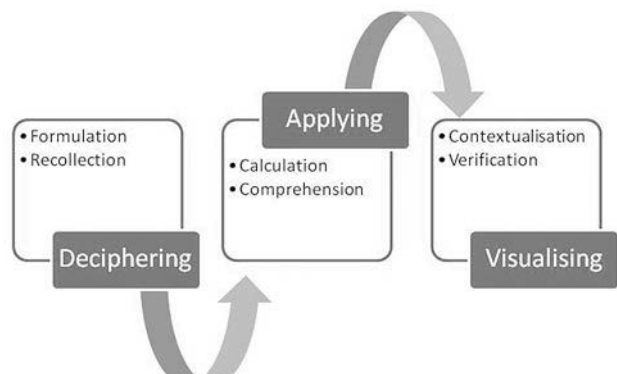 • Formulation
• Recollection
Deciphering
Applying
• Calculation
• Comprehension
• Contextualisation
• Verification
Visualising